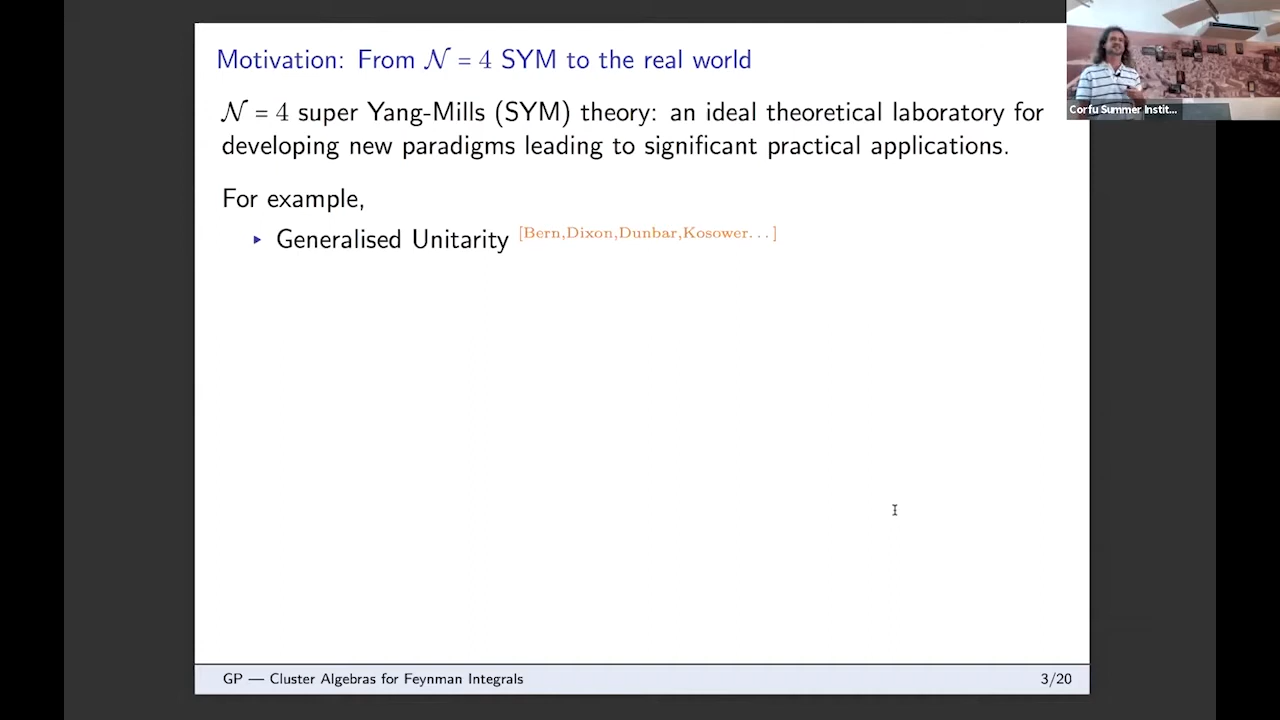 Motivation: From 𝒩 = 4 SYM to the real world
𝒩 = 4 super Yang-Mills (SYM) theory: an ideal theoretical laboratory for
developing new paradigms leading to significant practical applications.
For example,
▸ Generalised Unitarity [Bern,Dixon,Dunbar,Kosower...]
GP — Cluster Algebras for Feynman Integrals
3/20
Corfu Summer Instit...